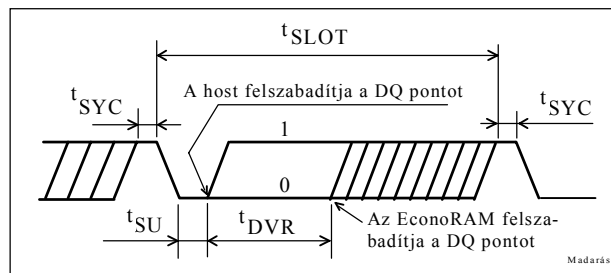 tSLOT
A host felszabadítja a DQ pontot
tSYC
tSYC
1
0
tSU
tDVR
Az EconoRAM felsza-
badítja a DQ pontot
Madarás